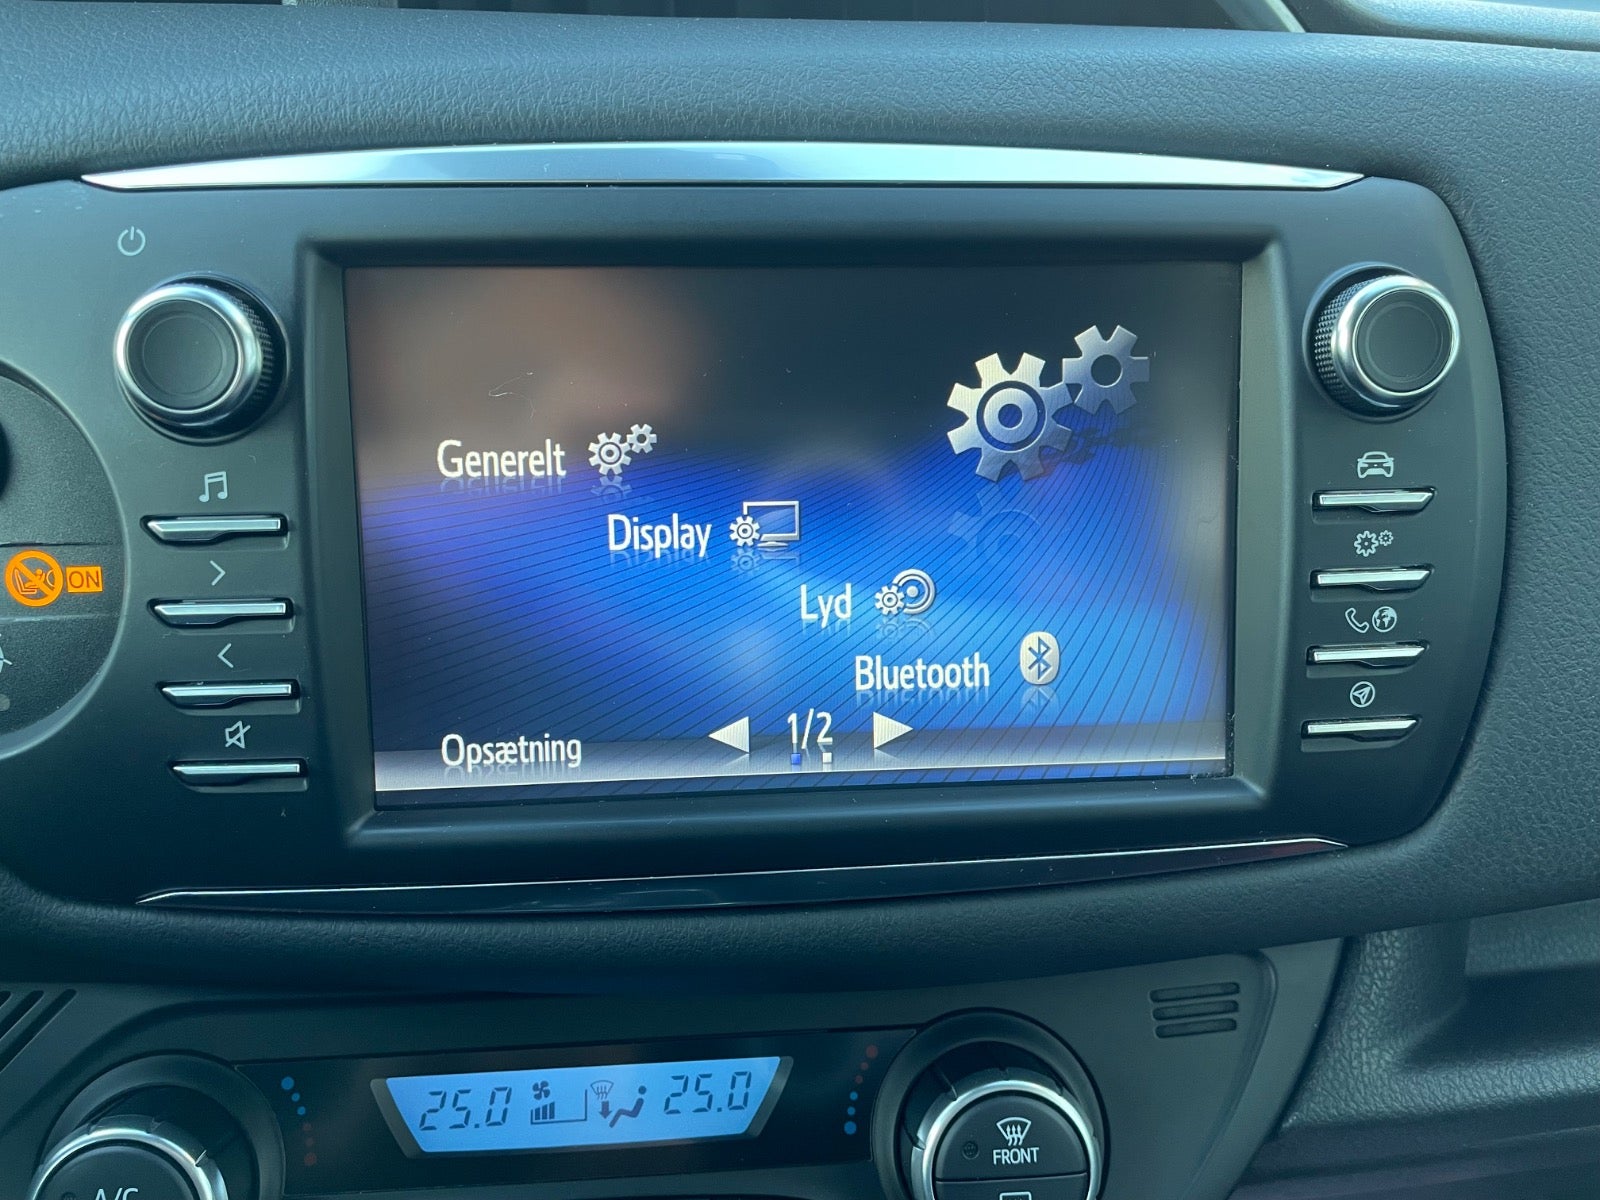 Generelt
Display
Lyd
Bluetooth
Opsætning
1/2
ON
25.0
25.0
FRONT
A/C